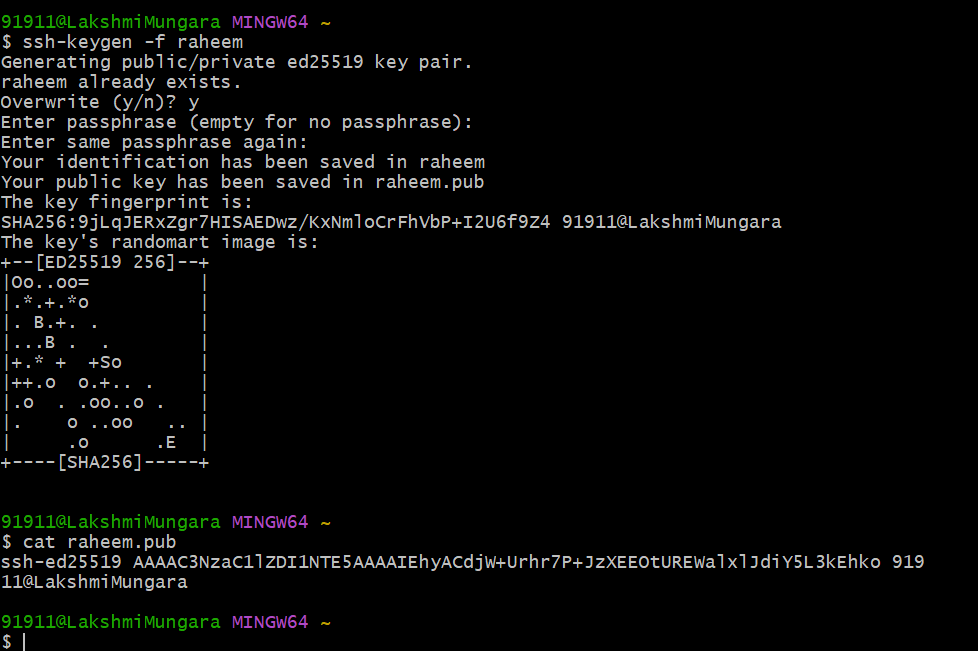 91911@LakshmiMungara MINGW64 ~
$ ssh-keygen -f raheem
Generating public/private ed25519 key pair.
raheem already exists.
Overwrite (y/n)? y
Enter passphrase (empty for no passphrase):
Enter same passphrase again:
Your identification has been saved in raheem
Your public key has been saved in raheem.pub
The key fingerprint is:
SHA256:9jLqJERxZgr7HISAEDwz/KxNmloCrFhVbP+I2U6f9Z4 91911@LakshmiMungara
The key's randomart image is:
+--[ED25519 256]--+
|Oo..oo=          |
|.*.+.*o          |
|. B.+. .         |
|...B .  .        |
|+.* +  +So       |
|++.o  o.+.. .    |
|.o  . .oo..o .   |
|.    o ..oo   .. |
|     .o      .E  |
+----[SHA256]-----+
91911@LakshmiMungara MINGW64 ~
$ cat raheem.pub
ssh-ed25519 AAAAC3NzaC1lZDI1NTE5AAAAIEhyACdjW+Urhr7P+JzXEEOtUREWalxlJdiY5L3kEhko 919
11@LakshmiMungara
91911@LakshmiMungara MINGW64 ~
$